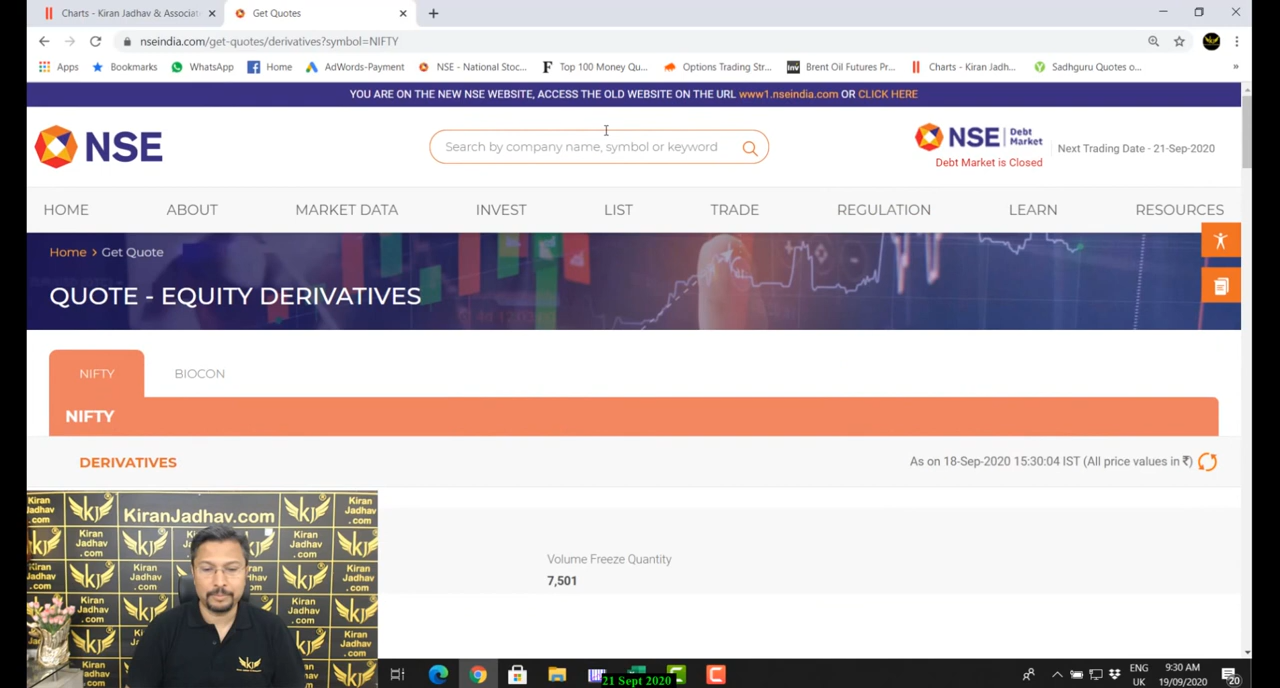 Charts - Kiran Jadhav & Associat
Get Quotes
nseindia.com/get-quotes/derivatives?symbol=NIFTY
Apps
Bookmarks
WhatsApp
Home
AdWords-Payment
NSE - National Stoc...
Top 100 Money Qu...
Options Trading Str...
Brent Oil Futures Pr...
Charts - Kiran Jadh...
Sadhguru Quotes o...
YOU ARE ON THE NEW NSE WEBSITE, ACCESS THE OLD WEBSITE ON THE URL www1.nseindia.com OR CLICK HERE
NSE
Search by company name, symbol or keyword
NSE Debt Market
Debt Market is Closed
Next Trading Date - 21-Sep-2020
HOME
ABOUT
MARKET DATA
INVEST
LIST
TRADE
REGULATION
LEARN
RESOURCES
Home > Get Quote
QUOTE - EQUITY DERIVATIVES
NIFTY
BIOCON
NIFTY
DERIVATIVES
As on 18-Sep-2020 15:30:04 IST (All price values in ₹)
Volume Freeze Quantity
7,501
KiranJadhav.com
Kiran
Jadhav
.com
21 Sept 2020
ENG
UK
9:30 AM
19/09/2020
20